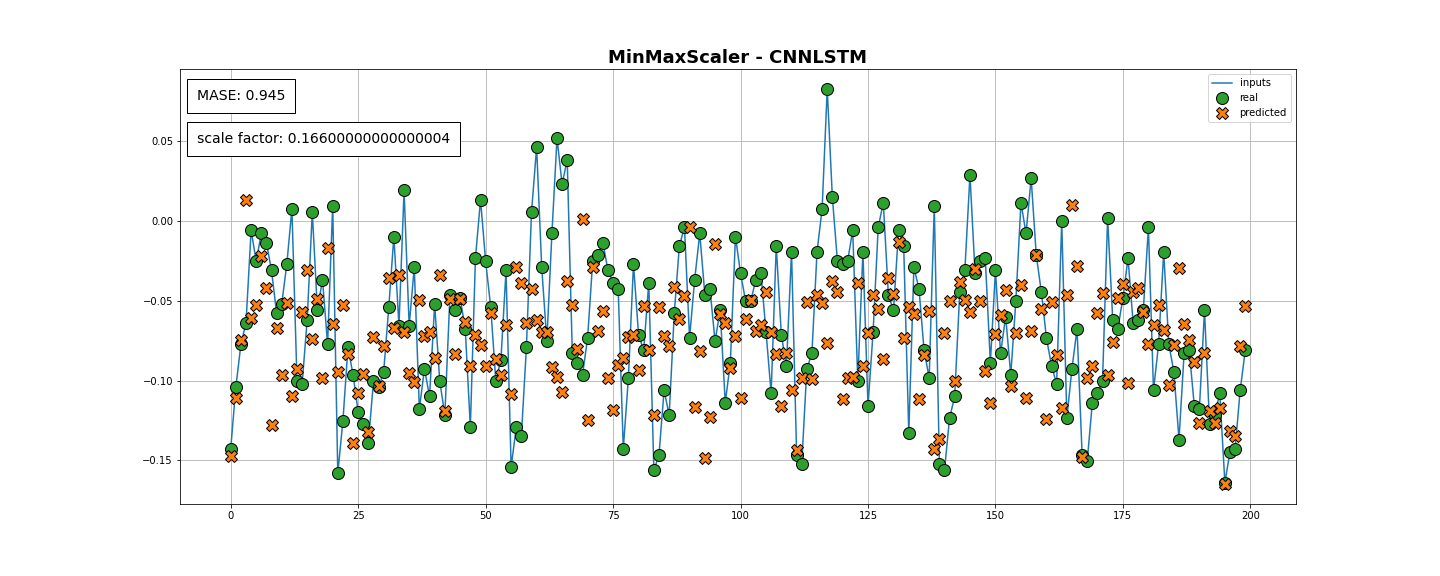 MinMaxScaler - CNNLSTM
MASE: 0.945
scale factor: 0.16600000000000004
inputs
real
predicted
0.05
0.00
−0.05
−0.10
−0.15
0 25 50 75 100 125 150 175 200